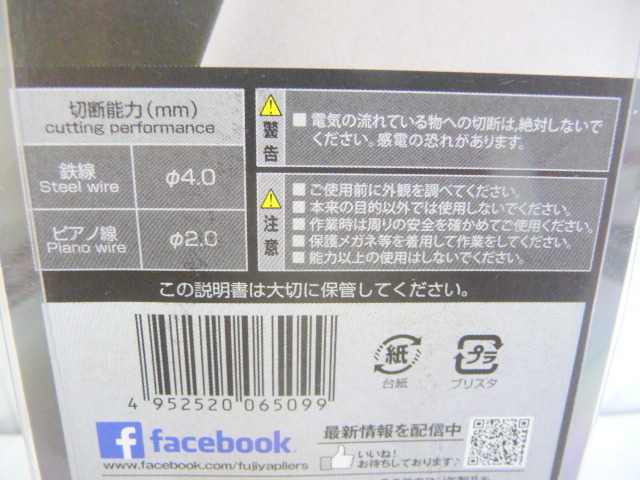 切断能力(mm)
cutting performance
鉄線
Steel wire
φ4.0
ピアノ線
Piano wire
φ2.0
警告
■電気の流れている物への切断は,絶対しないで
ください。感電の恐れがあります。
注意
■ご使用前に外観を調べてください。
■本来の目的以外では使用しないでください。
■作業時は周りの安全を確かめてご使用ください。
■保護メガネ等を着用して作業をしてください。
■能力以上の使用はしないでください。
この説明書は大切に保管してください。
4 952520 065099
紙
台紙
プラ
ブリスタ
f facebook
www.facebook.com/fujiyapliers
最新情報を配信中
いいね!
お待ちしております♪